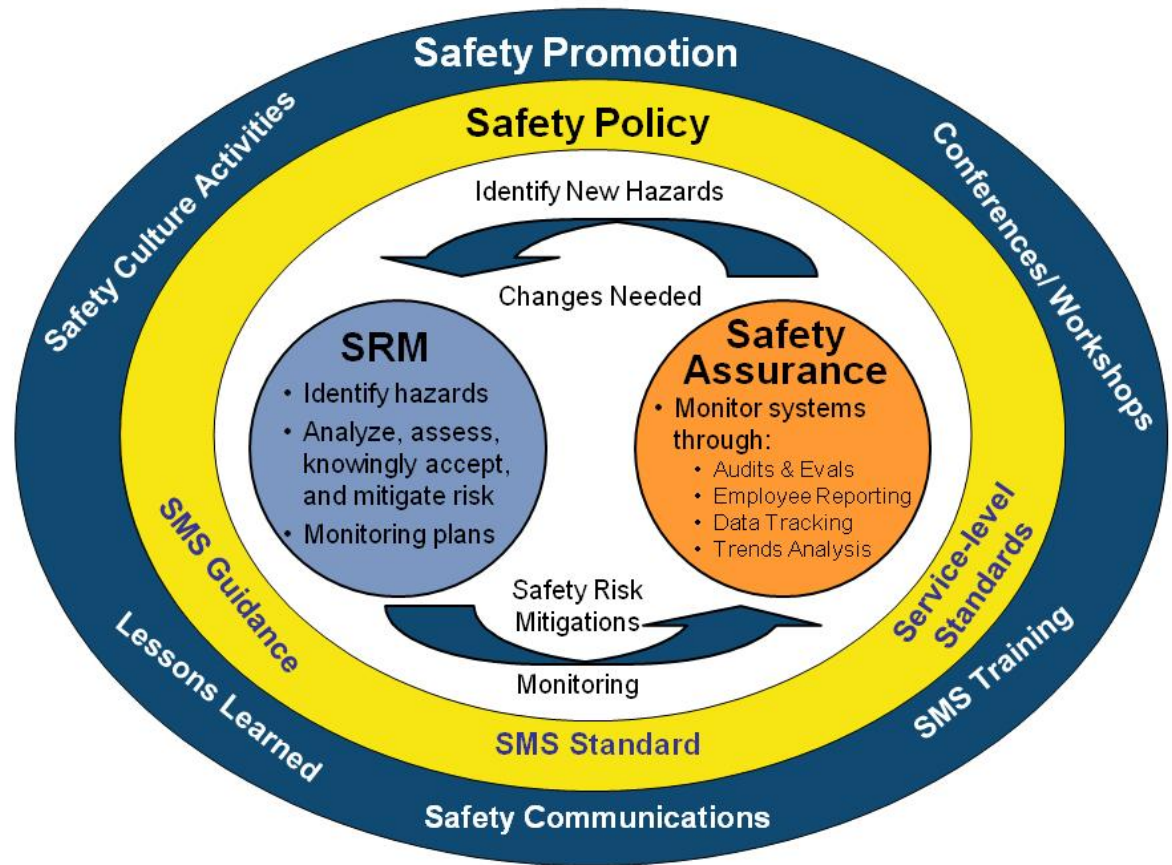 Safety Promotion
Safety Culture Activities
Conferences/ Workshops
Safety Policy
Identify New Hazards
Changes Needed
SRM
• Identify hazards
• Analyze, assess,
knowingly accept,
and mitigate risk
• Monitoring plans
Safety
Assurance
• Monitor systems
through:
• Audits & Evals
• Employee Reporting
• Data Tracking
• Trends Analysis
Safety Risk
Mitigations
Monitoring
SMS Guidance
SMS Standard
Service-level
Standards
Lessons Learned
Safety Communications
SMS Training